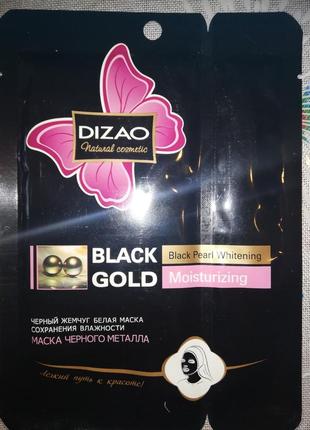 DIZAO
Natural cosmetic
BLACK
GOLD
Black Pearl Whitening
Moisturizing
ЧЕРНЫЙ ЖЕМЧУГ БЕЛАЯ МАСКА
СОХРАНЕНИЯ ВЛАЖНОСТИ
МАСКА ЧЕРНОГО МЕТАЛЛА
Легкий путь к красоте!